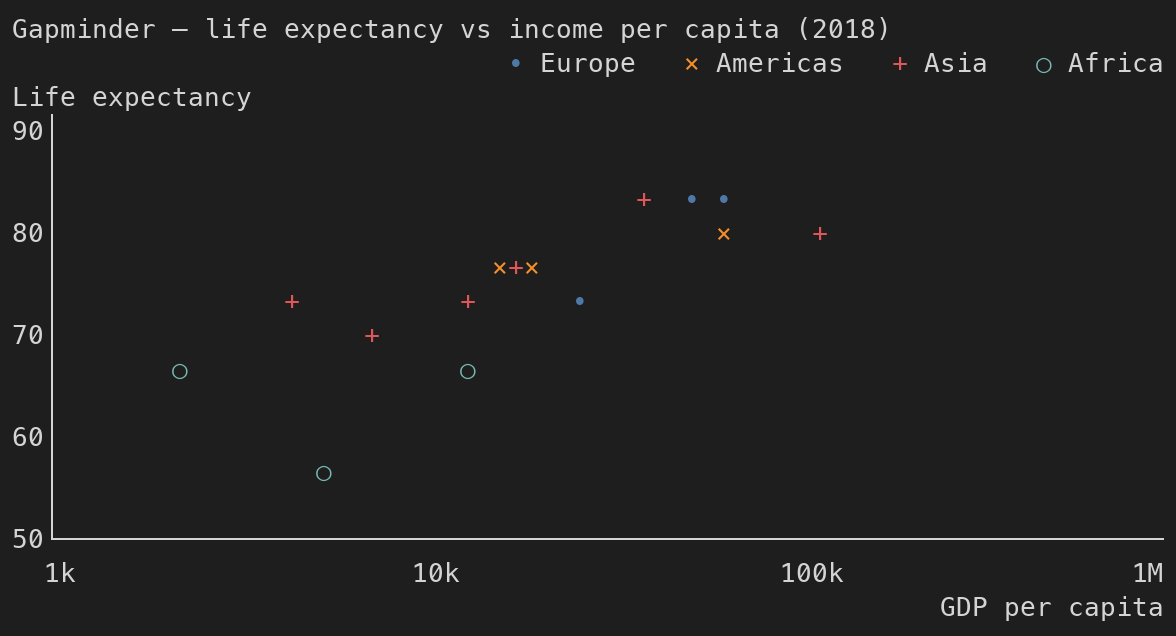 Gapminder — life expectancy vs income per capita (2018)
• Europe × Americas + Asia ○ Africa
Life expectancy
90
80
70
60
50
1k 10k 100k 1M
GDP per capita